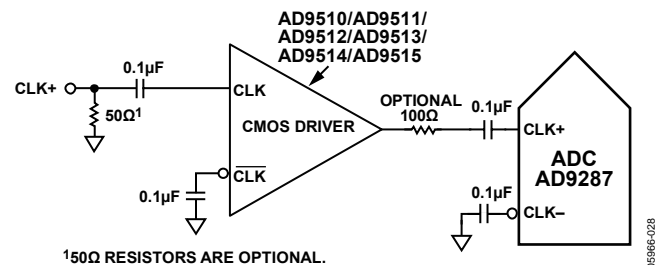 AD9510/AD9511/
AD9512/AD9513/
AD9514/AD9515
CLK+
0.1µF
50Ω¹
CLK
CMOS DRIVER
CLK
0.1µF
OPTIONAL
100Ω
0.1µF
CLK+
ADC
AD9287
0.1µF
CLK–
¹50Ω RESISTORS ARE OPTIONAL.
05966-028